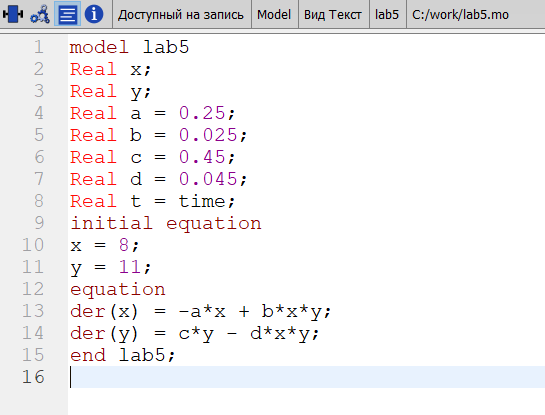 Доступный на запись Model Вид Текст lab5 C:/work/lab5.mo
1 model lab5
2 Real x;
3 Real y;
4 Real a = 0.25;
5 Real b = 0.025;
6 Real c = 0.45;
7 Real d = 0.045;
8 Real t = time;
9 initial equation
10 x = 8;
11 y = 11;
12 equation
13 der(x) = -a*x + b*x*y;
14 der(y) = c*y - d*x*y;
15 end lab5;
16